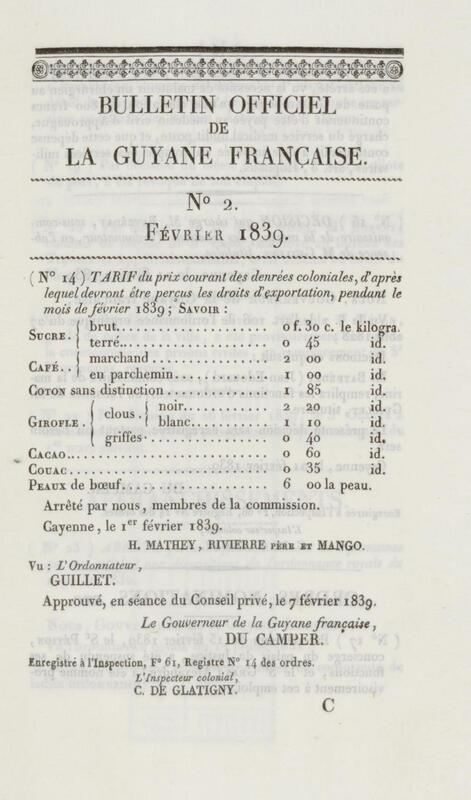 BULLETIN OFFICIEL
DE
LA GUYANE FRANÇAISE.
Nº 2.
FÉVRIER 1839.
( Nº 14 ) TARIF du prix courant des denrées coloniales, d'après
lequel devront être perçus les droits d'exportation, pendant le
mois de février 1839; SAVOIR :
SUCRE. { brut.................. 0 f. 30 c. le kilogra.
terré.................. 0 45 id.
CAFÉ. . { marchand.................. 2 00 id.
en parchemin.................. 1 00 id.
COTON sans distinction.................. 1 85 id.
GIROFLE. { clous . { noir.................. 2 20 id.
blanc.................. 1 10 id.
griffes.................. 0 40 id.
CACAO.................. 0 60 id.
COUAC.................. 0 35 id.
PEAUX de bœuf.................. 6 00 la peau.
Arrêté par nous, membres de la commission.
Cayenne, le 1er février 1839.
H. MATHEY, RIVIERRE PÈRE ET MANGO.
Vu : L'Ordonnateur,
GUILLET.
Approuvé, en séance du Conseil privé, le 7 février 1839.
Le Gouverneur de la Guyane française,
DU CAMPER.
Enregistré à l'Inspection, Fº 61, Registre Nº 14 des ordres.
L'Inspecteur colonial,
C. DE GLATIGNY.
C